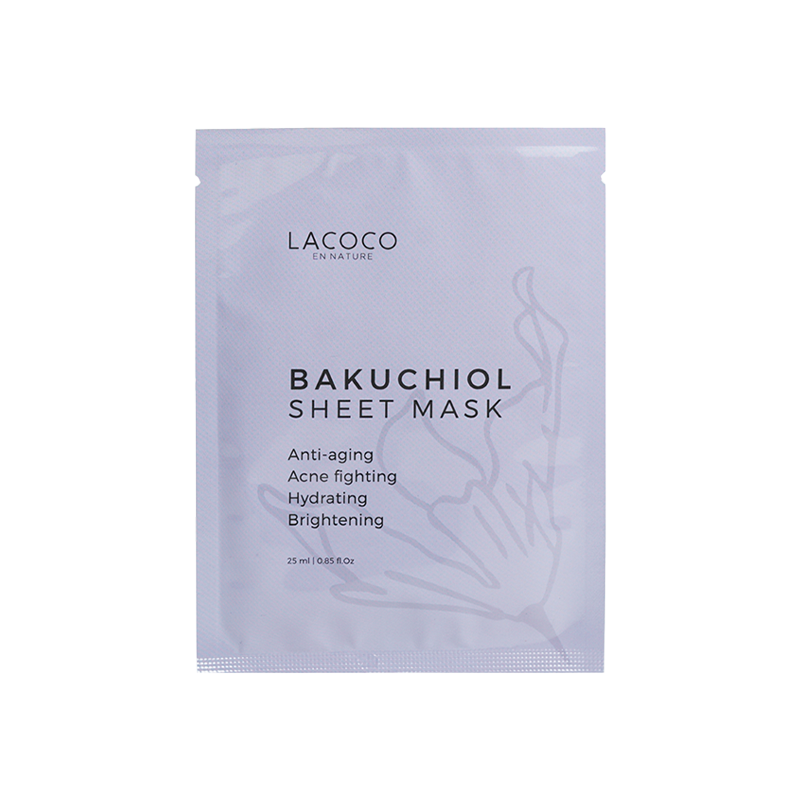 LACOCO
EN NATURE
BAKUCHIOL
SHEET MASK
Anti-aging
Acne fighting
Hydrating
Brightening
25 ml | 0.85 fl.Oz